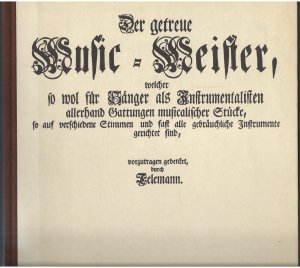 Der getreue
Music-Meister,
welcher
so wol für Sänger als Instrumentalisten
allerhand Gattungen musicalischer Stücke,
so auf verschiedene Stimmen und fast alle gebräuchliche Instrumente
gerichtet sind,
vorzutragen gedenket,
durch
Telemann.